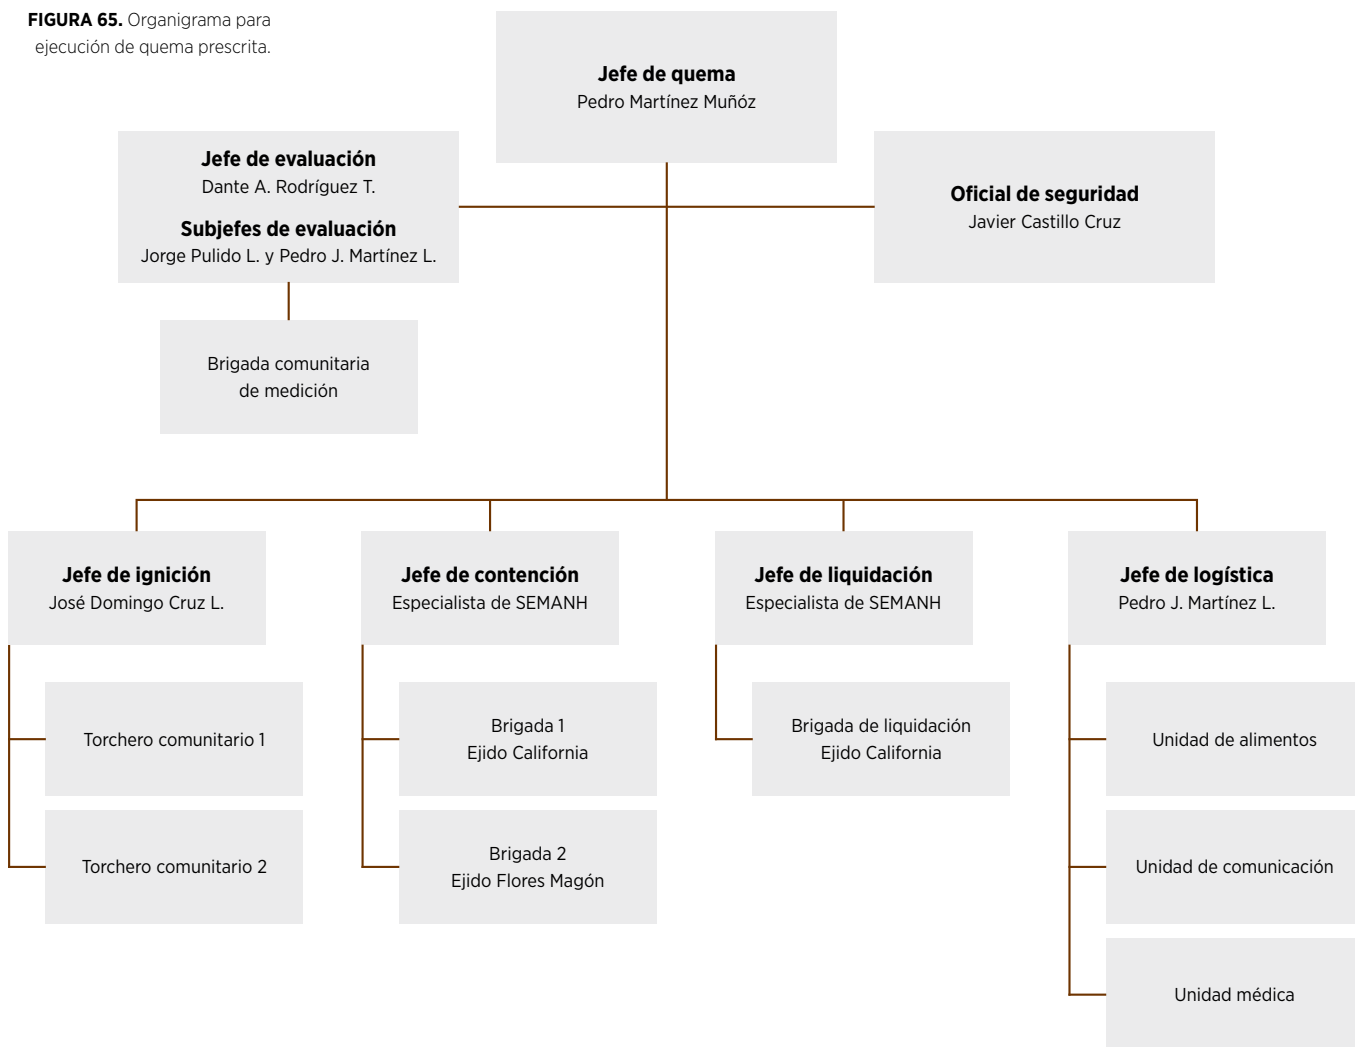 FIGURA 65. Organigrama para
ejecución de quema prescrita.
Jefe de quema
Pedro Martínez Muñóz
Jefe de evaluación
Dante A. Rodríguez T.
Subjefes de evaluación
Jorge Pulido L. y Pedro J. Martínez L.
Oficial de seguridad
Javier Castillo Cruz
Brigada comunitaria
de medición
Jefe de ignición
José Domingo Cruz L.
Jefe de contención
Especialista de SEMANH
Jefe de liquidación
Especialista de SEMANH
Jefe de logística
Pedro J. Martínez L.
Torchero comunitario 1
Torchero comunitario 2
Brigada 1
Ejido California
Brigada 2
Ejido Flores Magón
Brigada de liquidación
Ejido California
Unidad de alimentos
Unidad de comunicación
Unidad médica